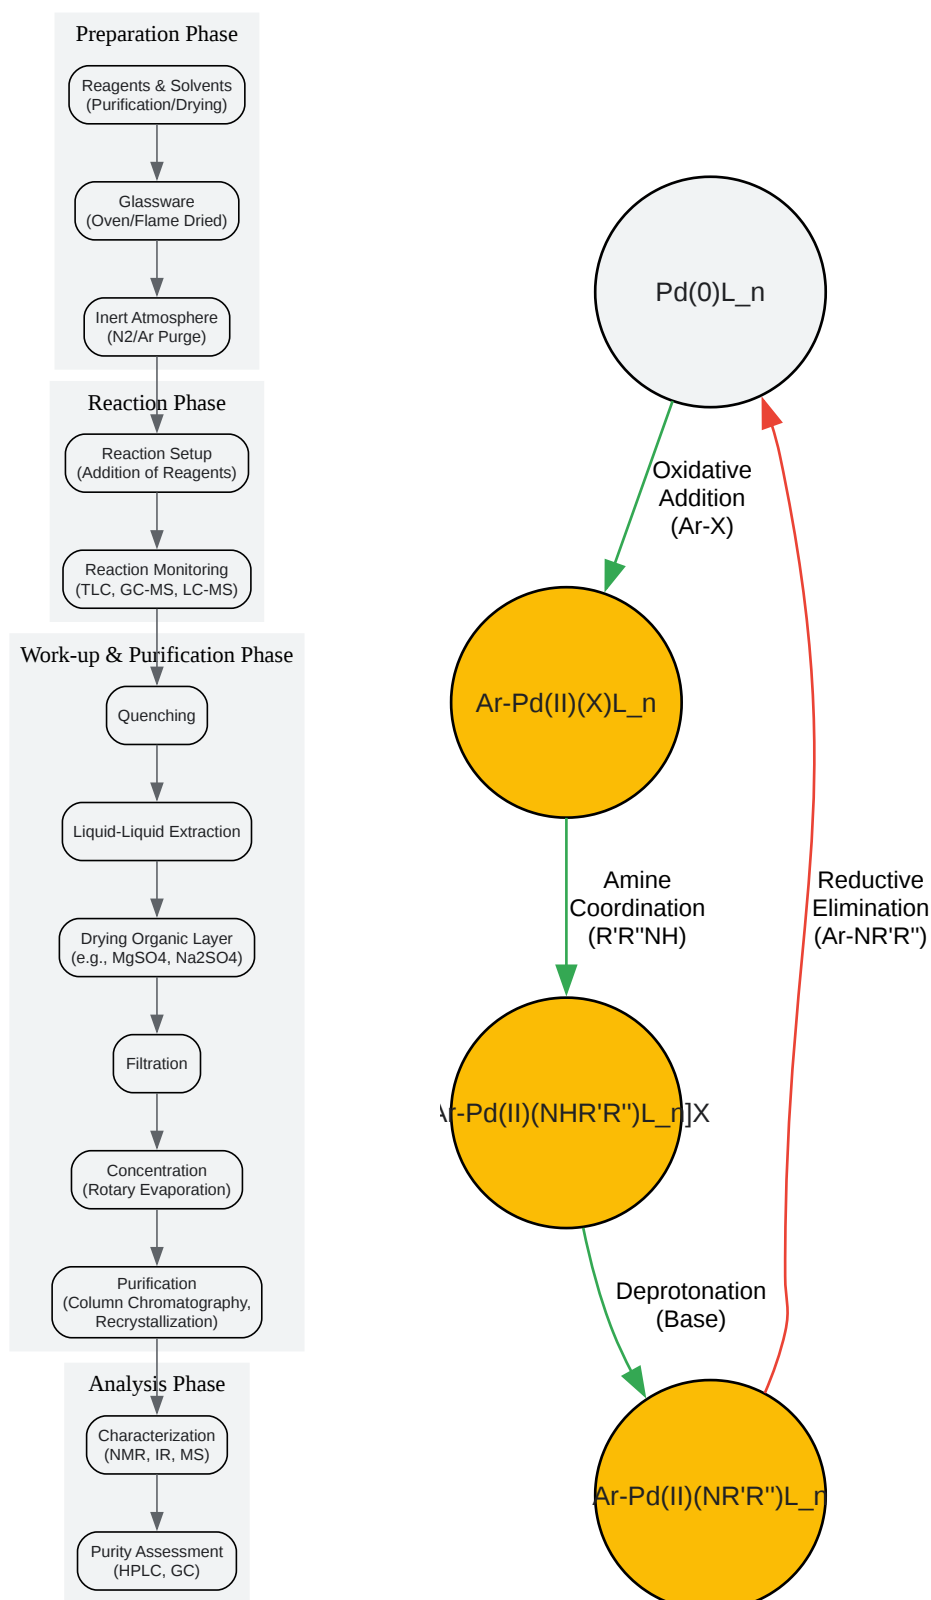 Preparation Phase
Reagents & Solvents
(Purification/Drying)
Glassware
(Oven/Flame Dried)
Inert Atmosphere
(N2/Ar Purge)
Reaction Phase
Reaction Setup
(Addition of Reagents)
Reaction Monitoring
(TLC, GC-MS, LC-MS)
Work-up & Purification Phase
Quenching
Liquid-Liquid Extraction
Drying Organic Layer
(e.g., MgSO4, Na2SO4)
Filtration
Concentration
(Rotary Evaporation)
Purification
(Column Chromatography,
Recrystallization)
Analysis Phase
Characterization
(NMR, IR, MS)
Purity Assessment
(HPLC, GC)
Pd(0)L_n
Oxidative
Addition
(Ar-X)
Ar-Pd(II)(X)L_n
Amine
Coordination
(R'R''NH)
Reductive
Elimination
(Ar-NR'R'')
Ar-Pd(II)(NHR'R'')L_n]X
Deprotonation
(Base)
Ar-Pd(II)(NR'R'')L_n